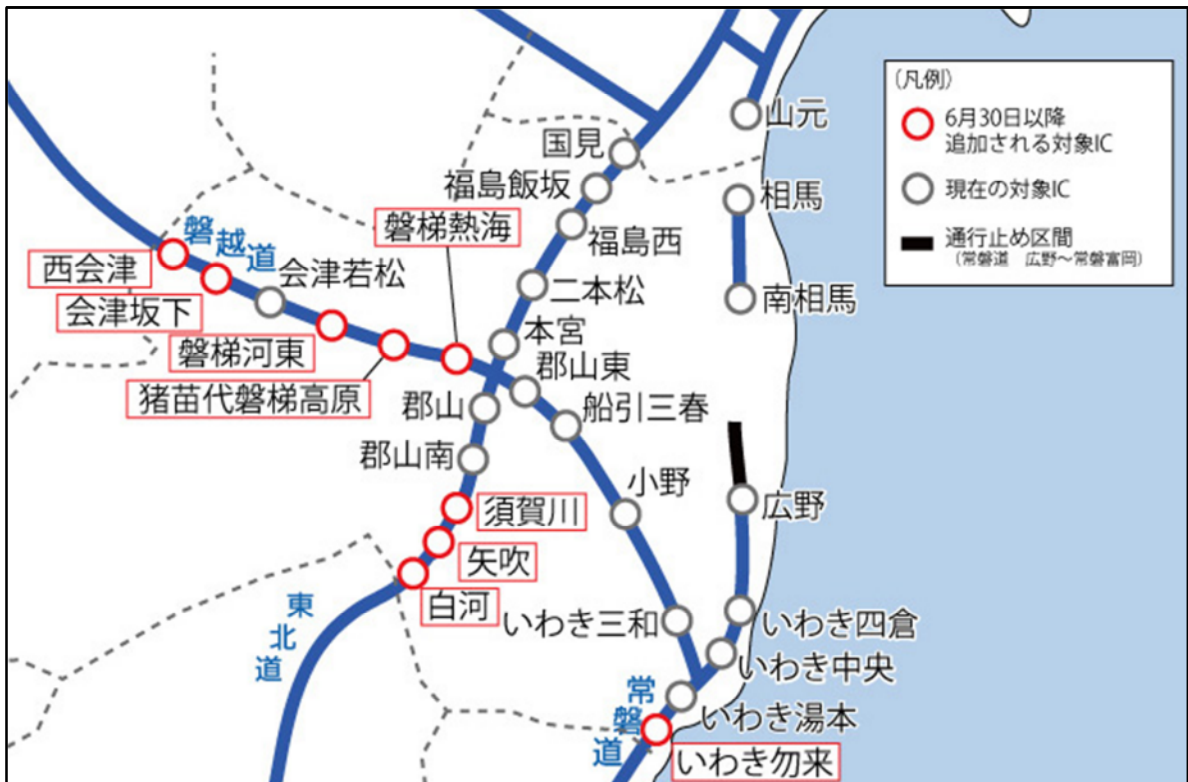 (凡例)
6月30日以降
追加される対象IC
現在の対象IC
通行止め区間
(常磐道 広野~常磐富岡)
山元
国見
福島飯坂
相馬
磐梯熱海
福島西
磐越道
西会津
会津若松
二本松
南相馬
会津坂下
本宮
磐梯河東
郡山東
猪苗代磐梯高原
郡山
船引三春
郡山南
小野
須賀川
広野
矢吹
白河
東北道
いわき三和
いわき四倉
いわき中央
常磐道
いわき湯本
いわき勿来